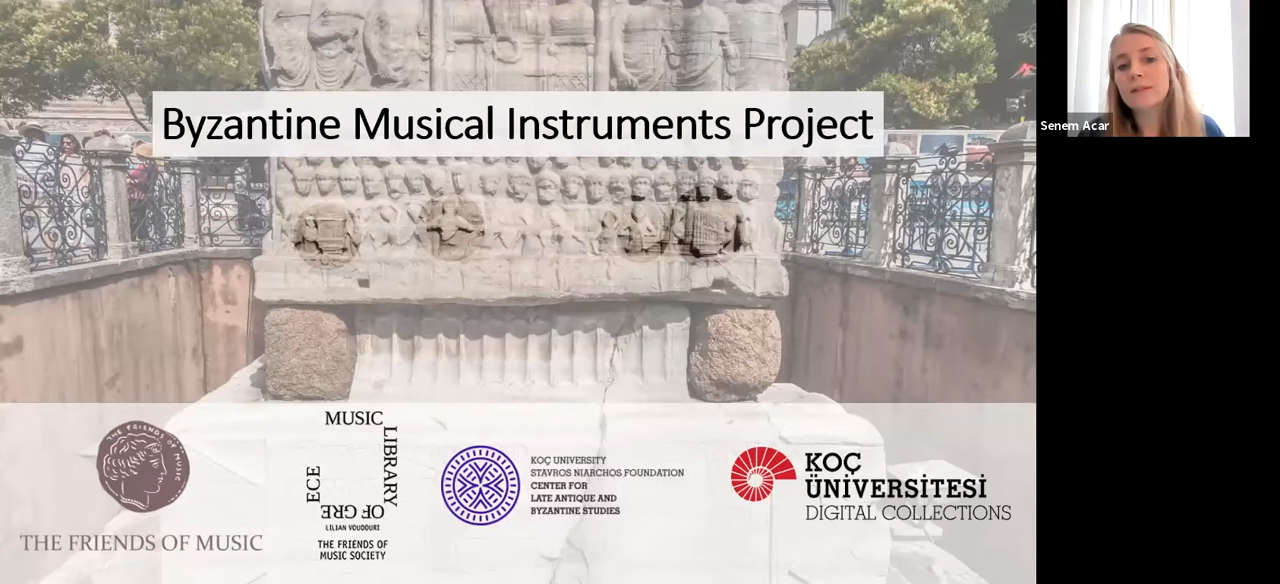 Byzantine Musical Instruments Project
Senem Acar
THE FRIENDS OF MUSIC
THE FRIENDS OF MUSIC
MUSIC
LIBRARY
OF GRE
ECE
LILIAN VOUDOURI
THE FRIENDS OF
MUSIC SOCIETY
KOÇ UNIVERSITY
STAVROS NIARCHOS FOUNDATION
CENTER FOR
LATE ANTIQUE AND
BYZANTINE STUDIES
KOÇ
ÜNİVERSİTESİ
DIGITAL COLLECTIONS